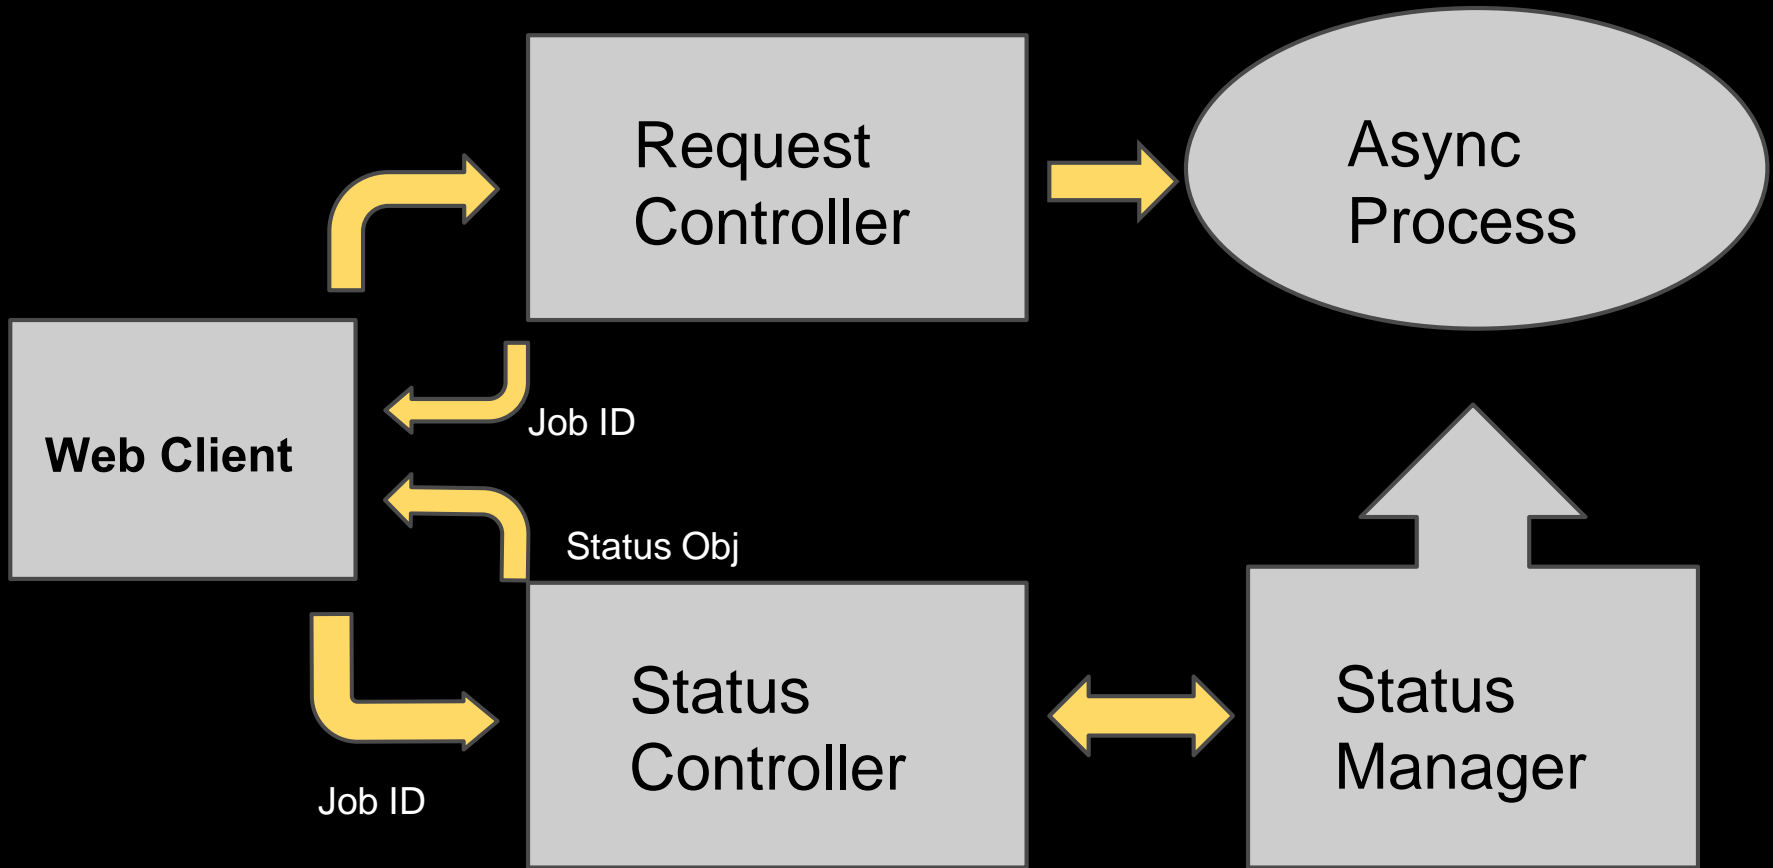 Request
Controller
Async
Process
Job ID
Web Client
Status Obj
Status
Controller
Status
Manager
Job ID